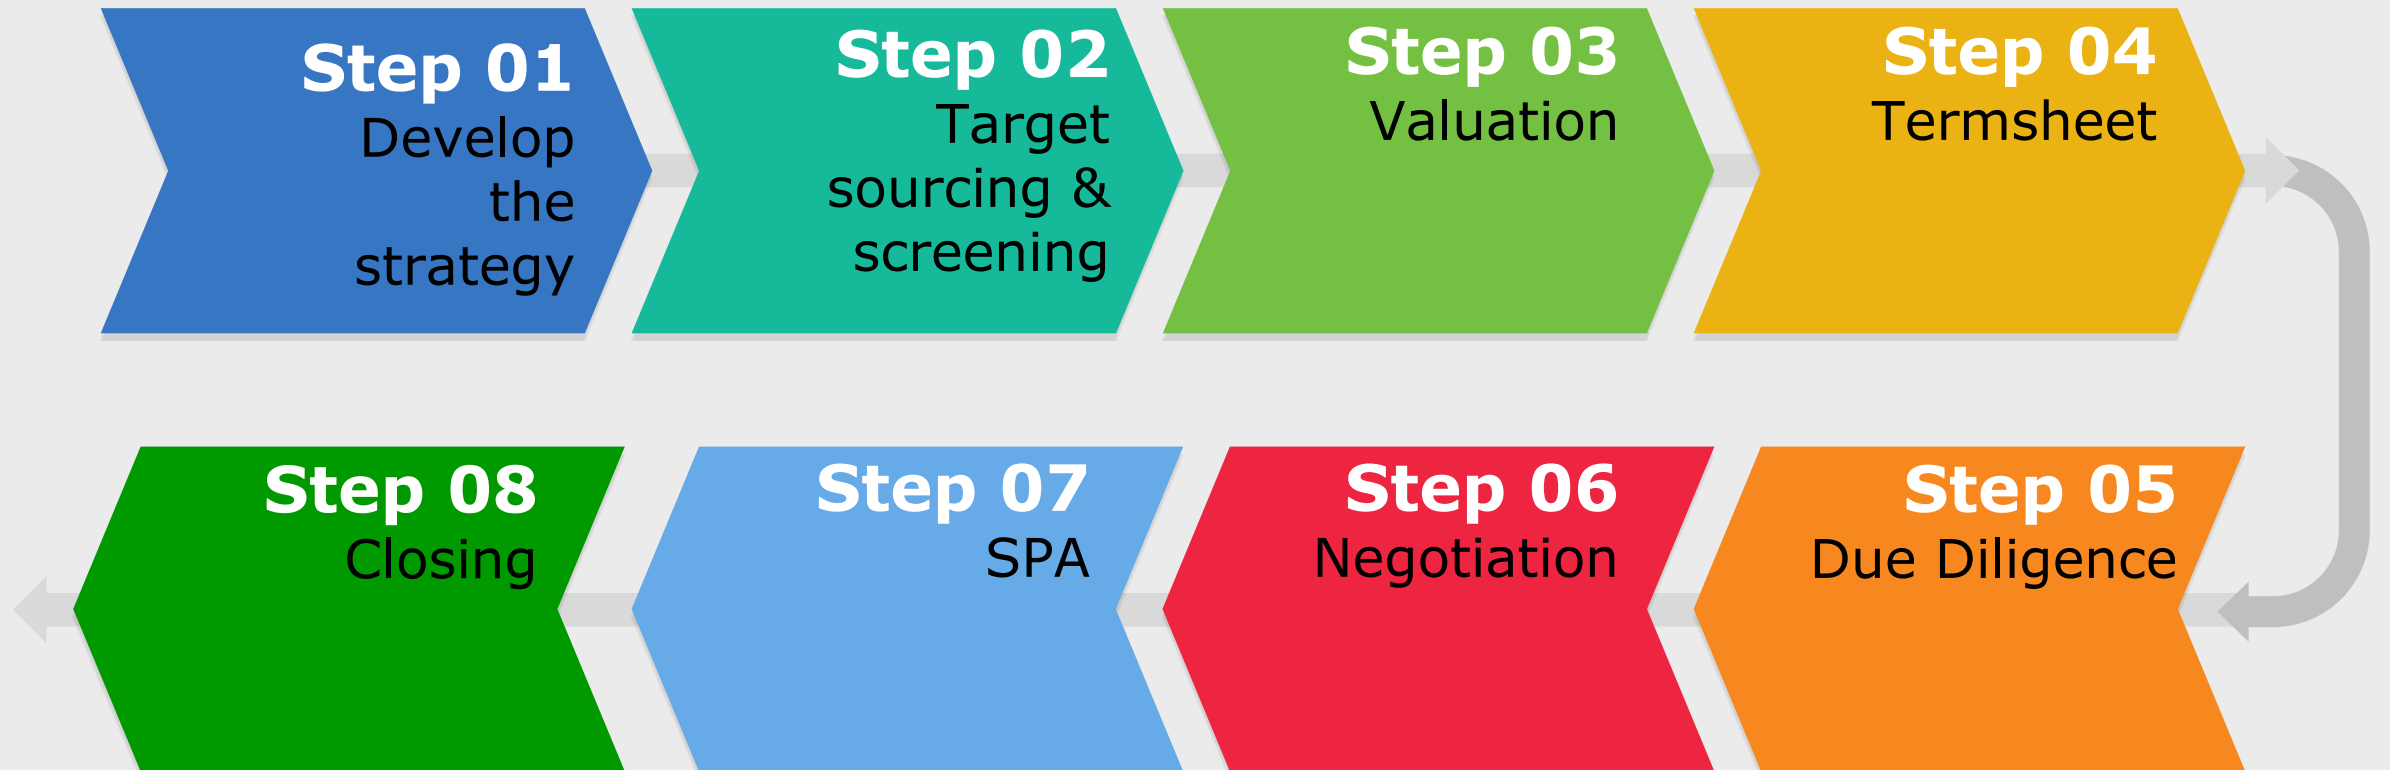 Step 01
Develop
the
strategy
Step 02
Target
sourcing &
screening
Step 03
Valuation
Step 04
Termsheet
Step 05
Due Diligence
Step 06
Negotiation
Step 07
SPA
Step 08
Closing